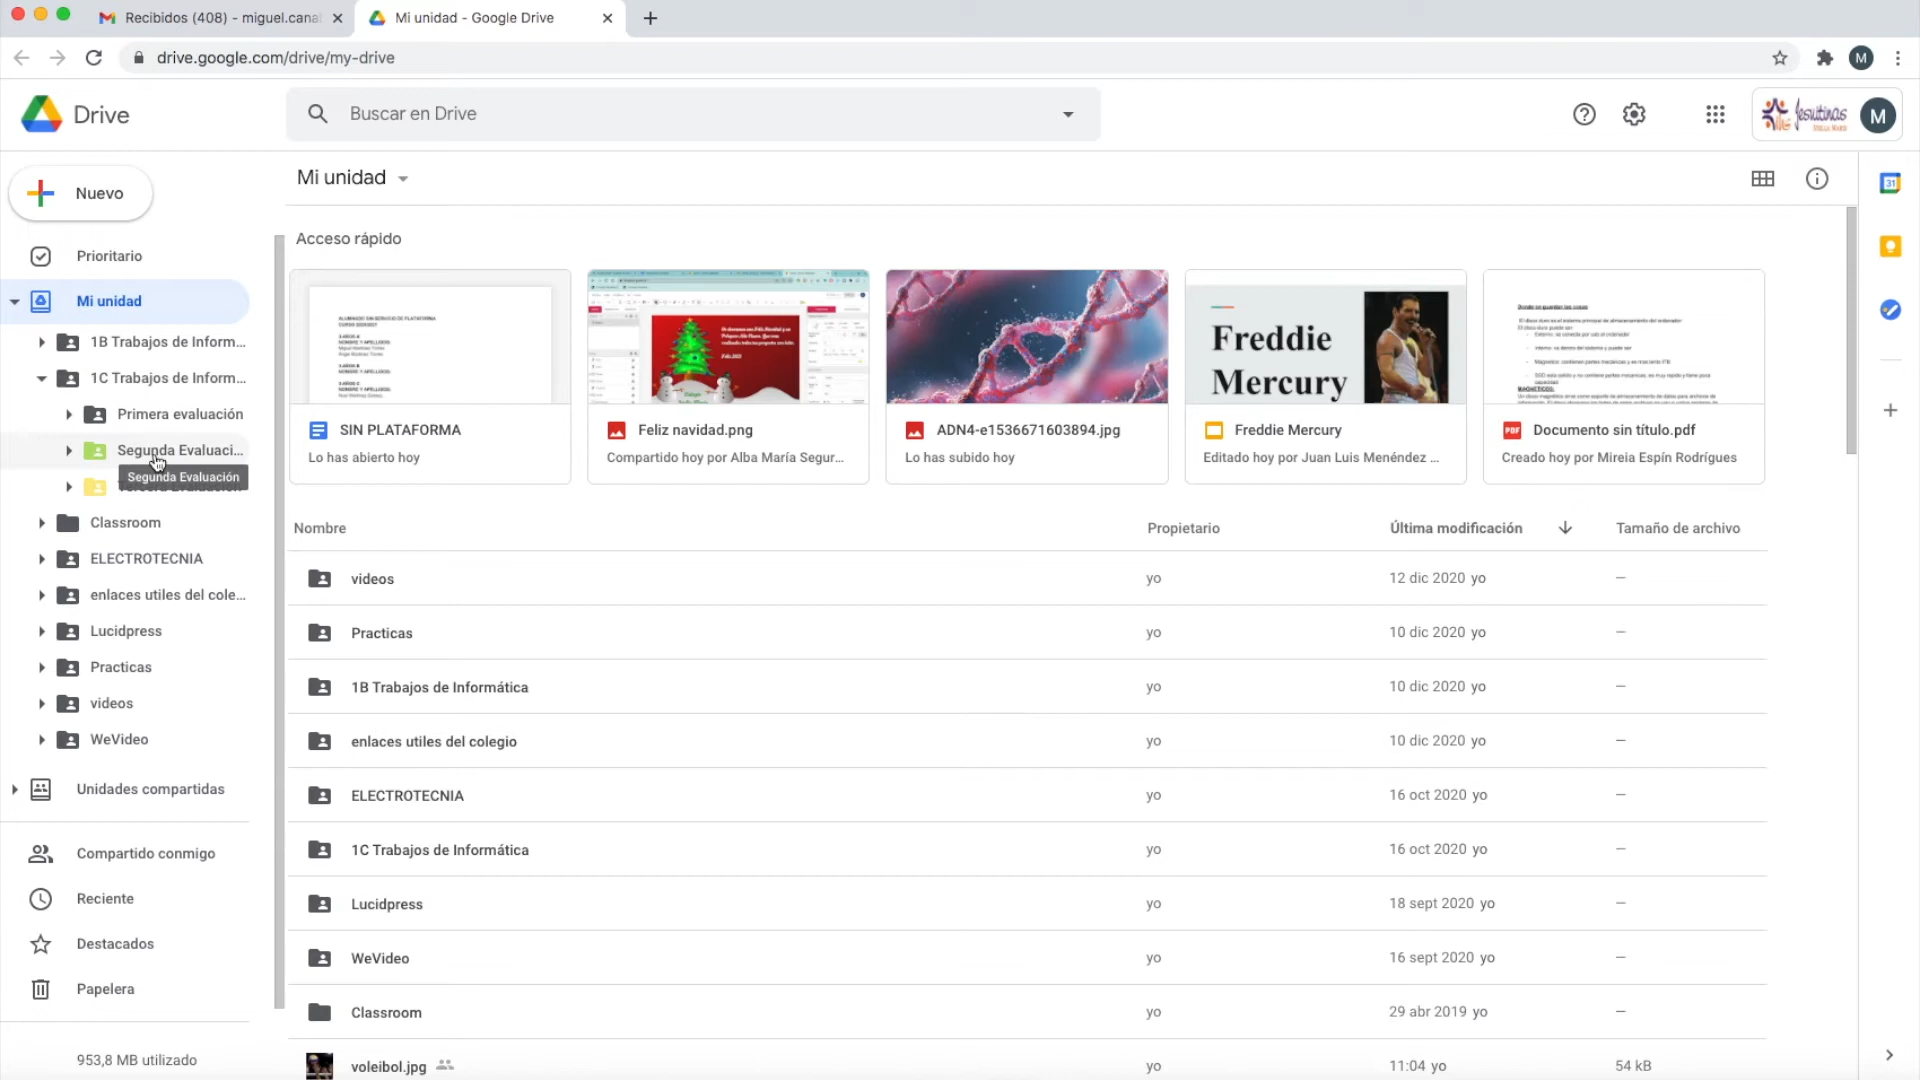 Recibidos (408) - miguel.cana
Mi unidad - Google Drive
drive.google.com/drive/my-drive
M
Drive
Buscar en Drive
Jesuitinas
M
Nuevo
Mi unidad
31
Prioritario
Acceso rápido
Mi unidad
1B Trabajos de Inform...
1C Trabajos de Inform...
Primera evaluación
Segunda Evaluaci...
Segunda Evaluación
Classroom
ELECTROTECNIA
enlaces utiles del cole...
Lucidpress
Practicas
videos
WeVideo
Unidades compartidas
Compartido conmigo
Reciente
Destacados
Papelera
953,8 MB utilizado
Freddie
Mercury
SIN PLATAFORMA
Lo has abierto hoy
Feliz navidad.png
Compartido hoy por Alba María Segur...
ADN4-e1536671603894.jpg
Lo has subido hoy
Freddie Mercury
Editado hoy por Juan Luis Menéndez ...
PDF
Documento sin título.pdf
Creado hoy por Mireia Espín Rodrígues
Nombre Propietario Última modificación Tamaño de archivo
videos yo 12 dic 2020 yo —
Practicas yo 10 dic 2020 yo —
1B Trabajos de Informática yo 10 dic 2020 yo —
enlaces utiles del colegio yo 10 dic 2020 yo —
ELECTROTECNIA yo 16 oct 2020 yo —
1C Trabajos de Informática yo 16 oct 2020 yo —
Lucidpress yo 18 sept 2020 yo —
WeVideo yo 16 sept 2020 yo —
Classroom yo 29 abr 2019 yo —
voleibol.jpg yo 11:04 yo 54 kB